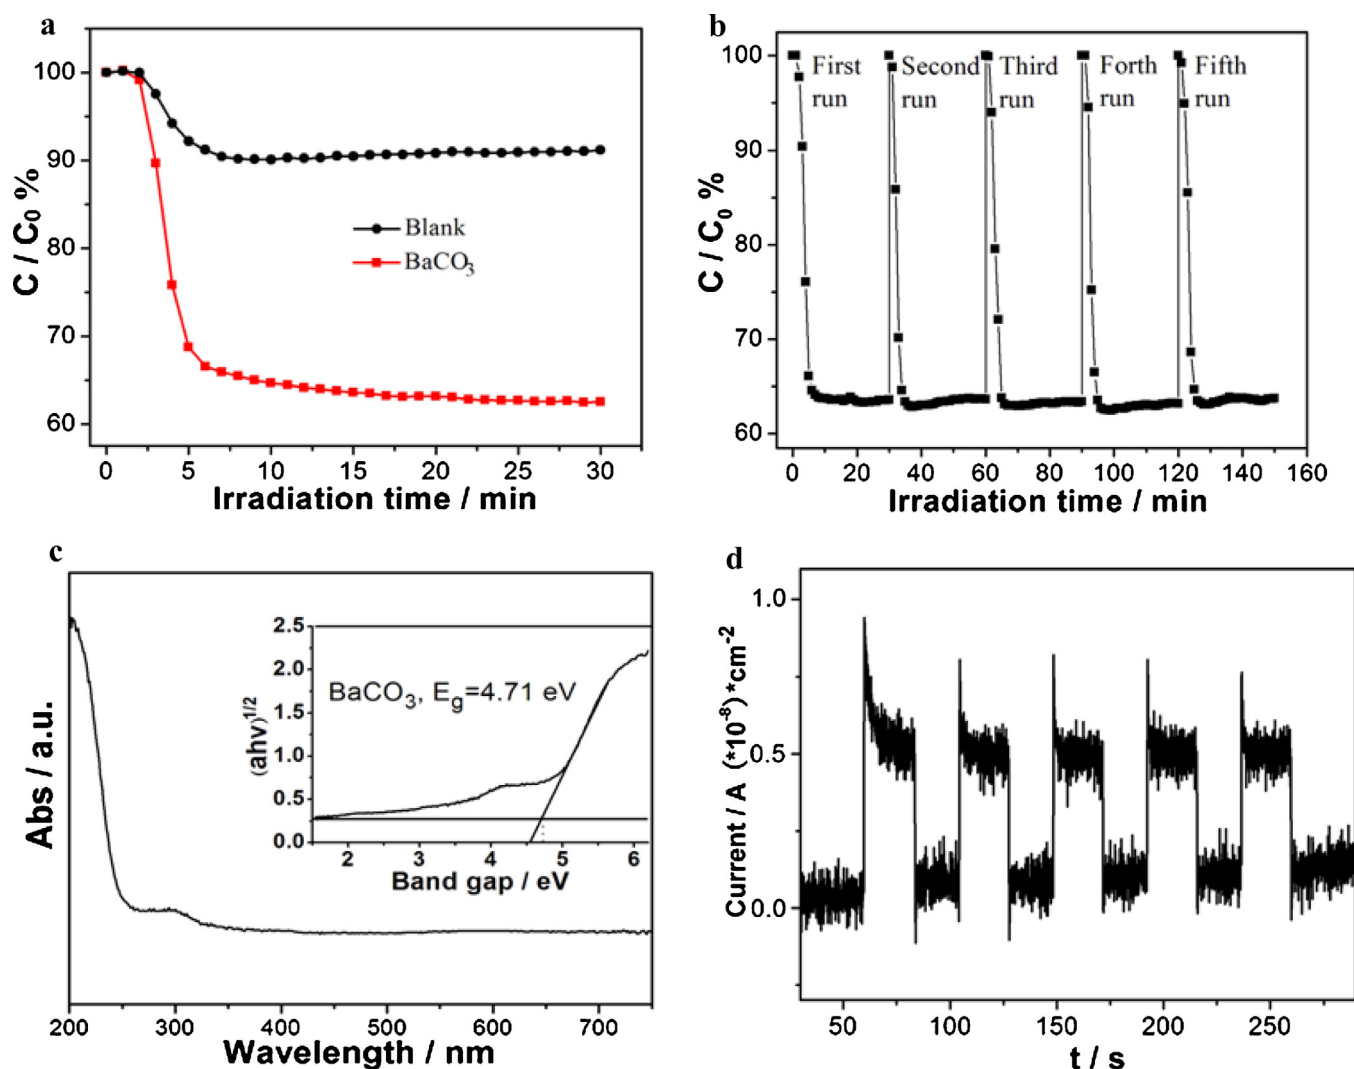 a
100
90
80
70
60
C / C₀ %
Blank
BaCO₃
0 5 10 15 20 25 30
Irradiation time / min
b
100
90
80
70
60
C / C₀ %
First run
Second run
Third run
Forth run
Fifth run
0 20 40 60 80 100 120 140 160
Irradiation time / min
c
Abs / a.u.
200 300 400 500 600 700
Wavelength / nm
2.5
2.0
1.5
1.0
0.5
0.0
(ahv)^1/2
BaCO₃, E_g=4.71 eV
2 3 4 5 6
Band gap / eV
d
1.0
0.5
0.0
Current / A (*10^-8)*cm^-2
50 100 150 200 250
t / s